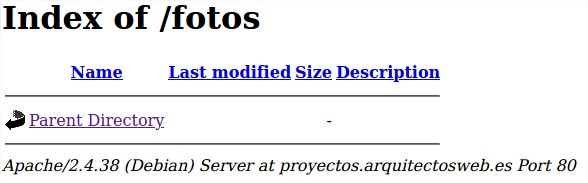 Index of /fotos
Name Last modified Size Description
Parent Directory -
Apache/2.4.38 (Debian) Server at proyectos.arquitectosweb.es Port 80